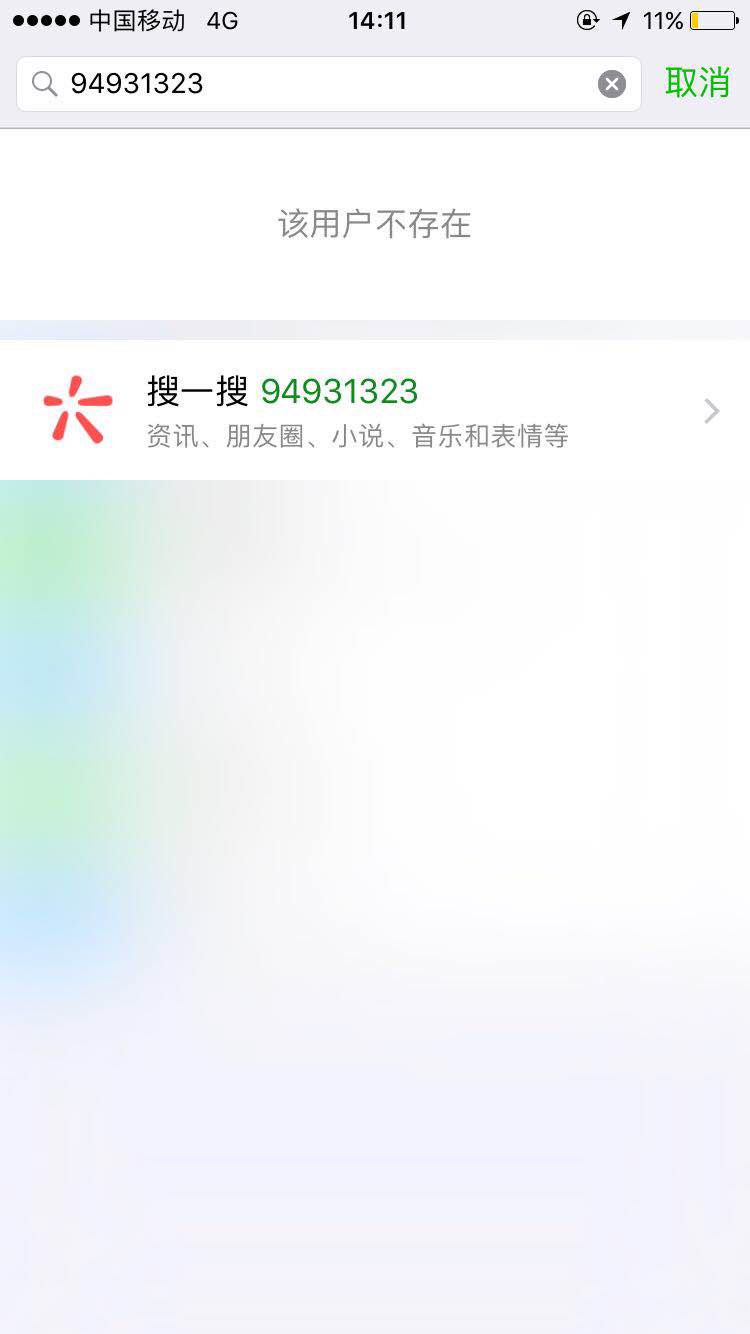 中国移动 4G 14:11 11%
94931323 取消
该用户不存在
搜一搜 94931323
资讯、朋友圈、小说、音乐和表情等